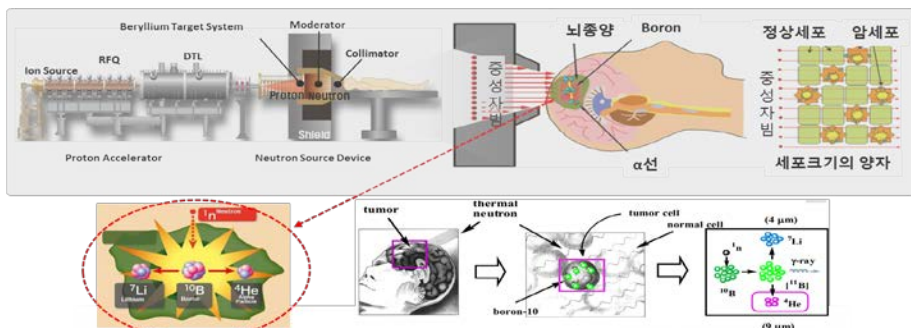 Beryllium Target System
Moderator
Collimator
DTL
RFQ
Ion Source
Proton
Neutron
Shield
Proton Accelerator
Neutron Source Device
뇌종양
Boron
중성자빔
α선
정상세포
암세포
중성자빔
세포크기의 양자
¹n Neutron
⁷Li
Lithium
¹⁰B
Boron
⁴He
Alpha Particle
tumor
thermal neutron
tumor cell
normal cell
boron-10
(4 μm)
⁷Li
¹n
γ-ray
¹⁰B
[¹¹B]
⁴He
(9 μm)